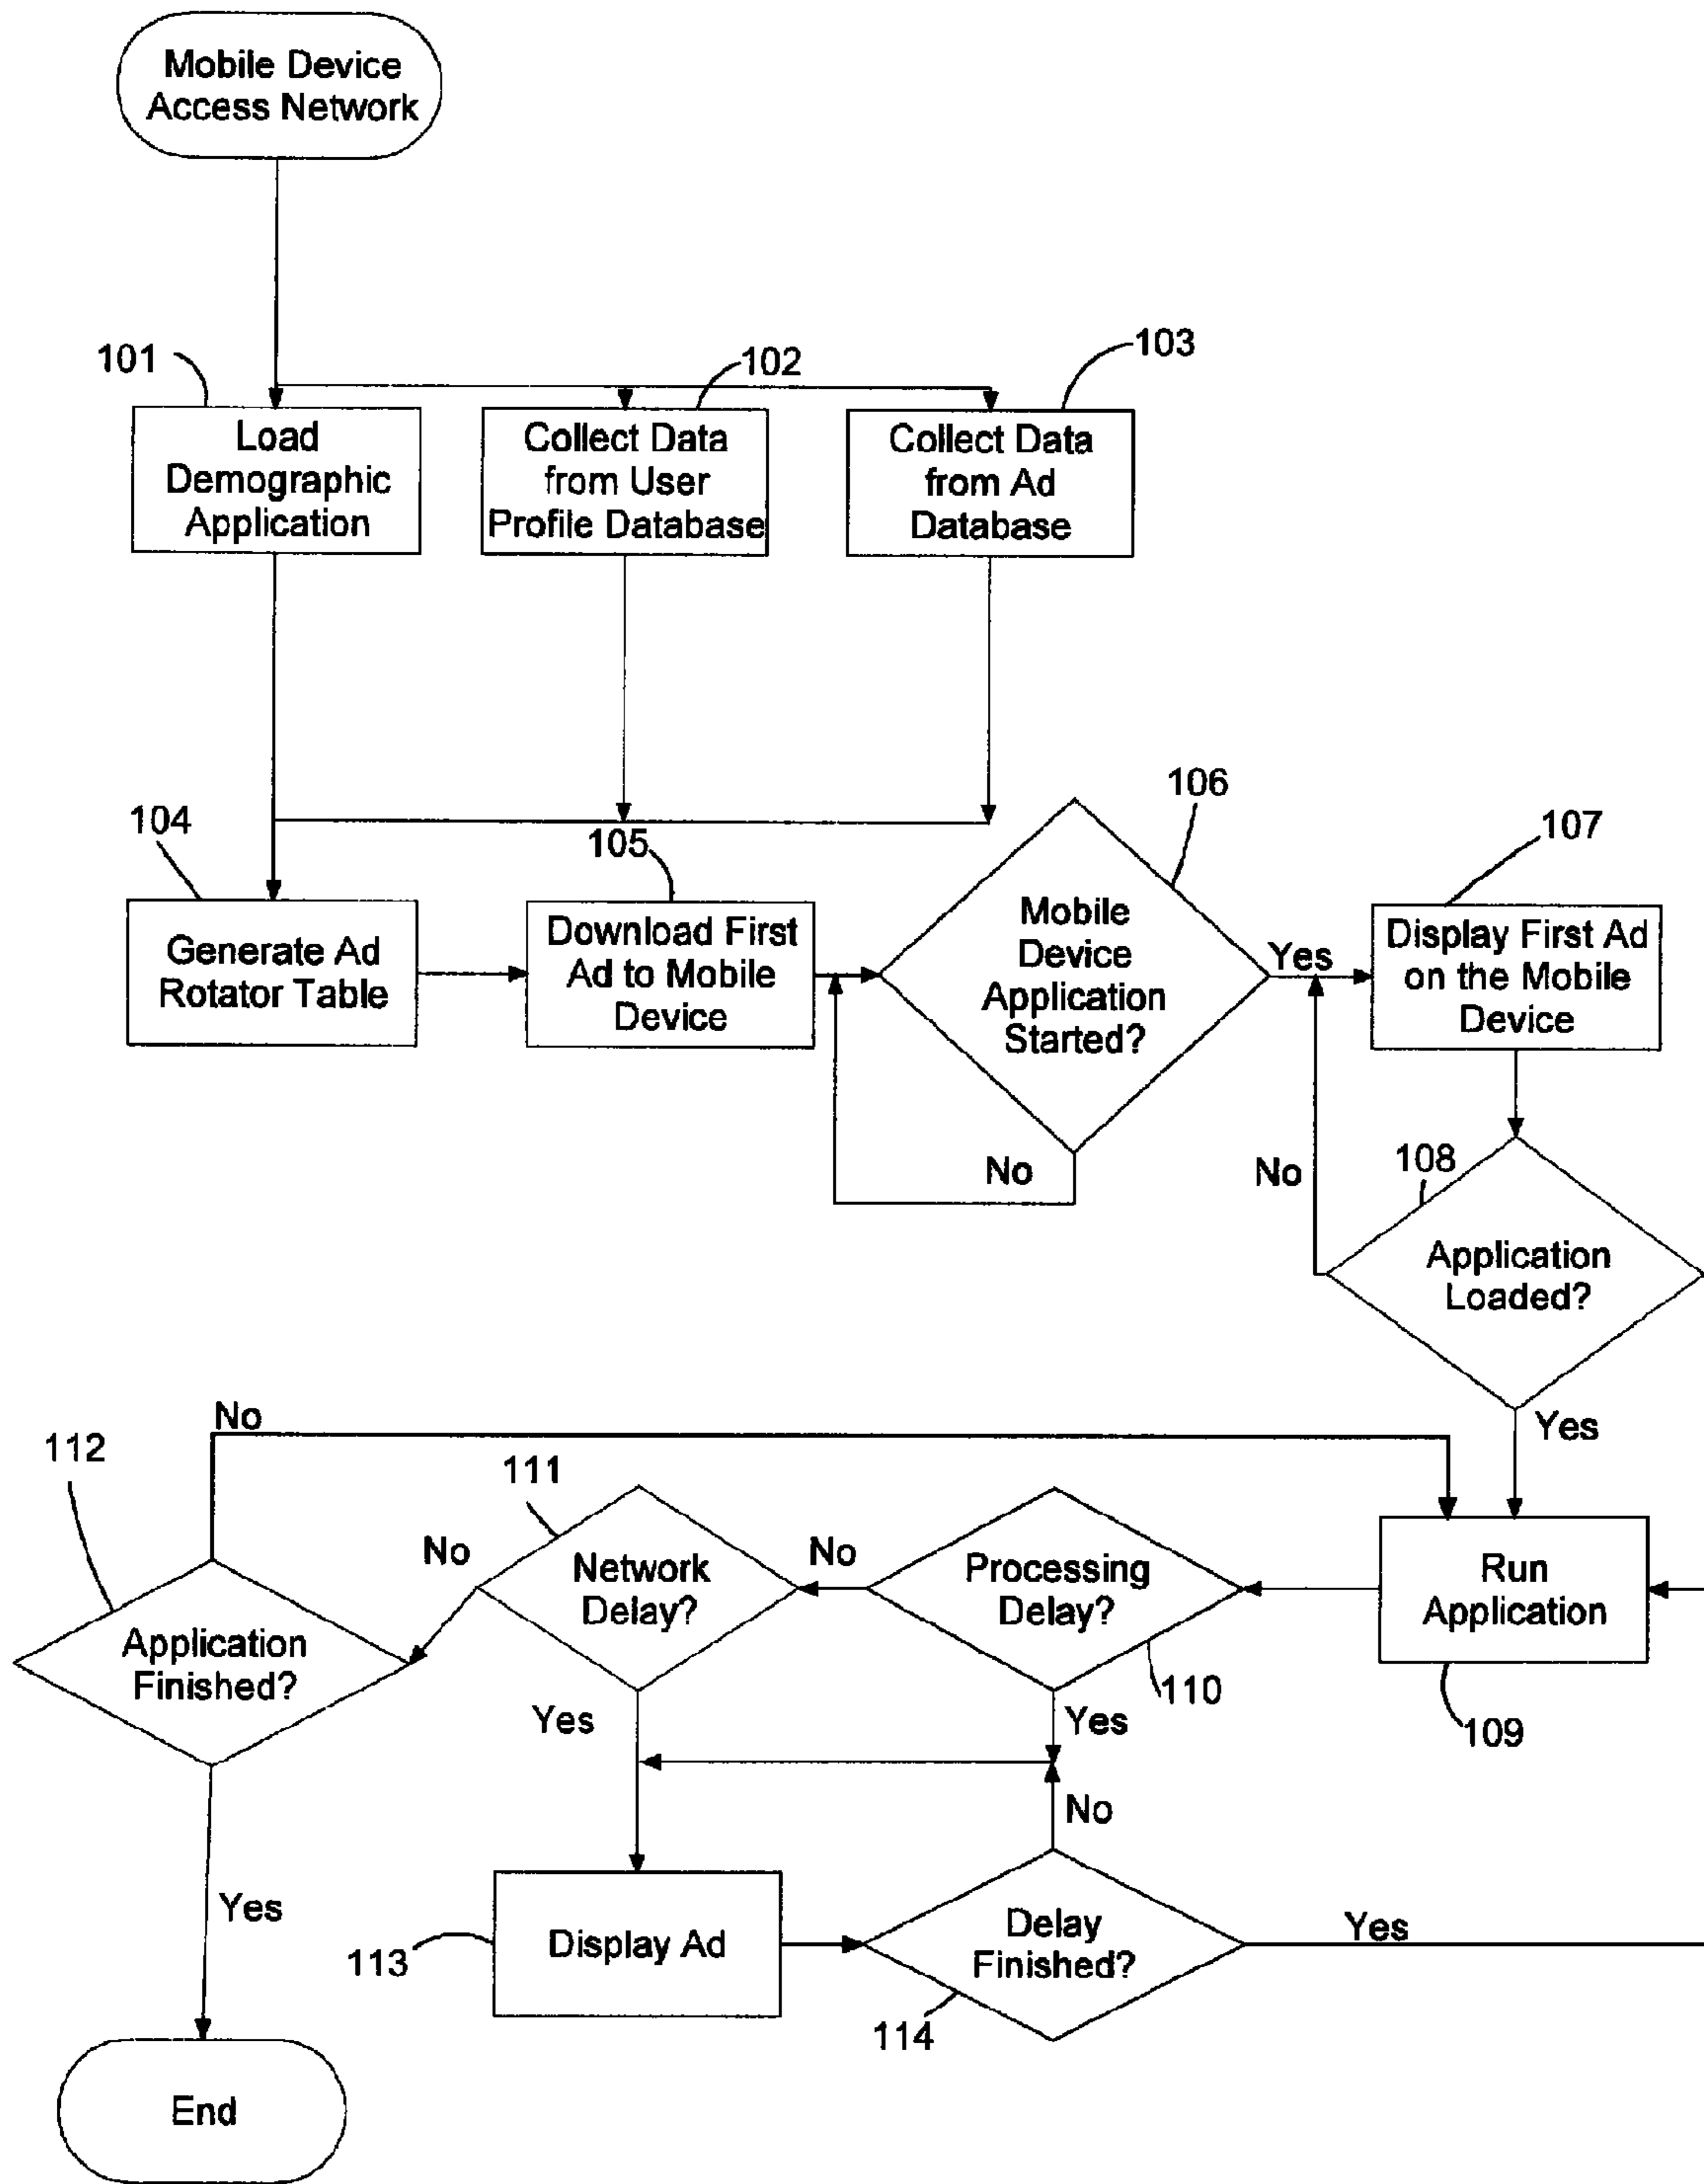 Mobile Device
Access Network
101
102
103
Load
Demographic
Application
Collect Data
from User
Profile Database
Collect Data
from Ad
Database
104
105
106
107
Generate Ad
Rotator Table
Download First
Ad to Mobile
Device
Mobile
Device
Application
Started?
Yes
Display First Ad
on the Mobile
Device
No
No
108
Application
Loaded?
Yes
No
112
111
Application
Finished?
No
Network
Delay?
No
Processing
Delay?
Run
Application
110
109
Yes
Yes
No
Yes
113
Display Ad
Delay
Finished?
Yes
114
End